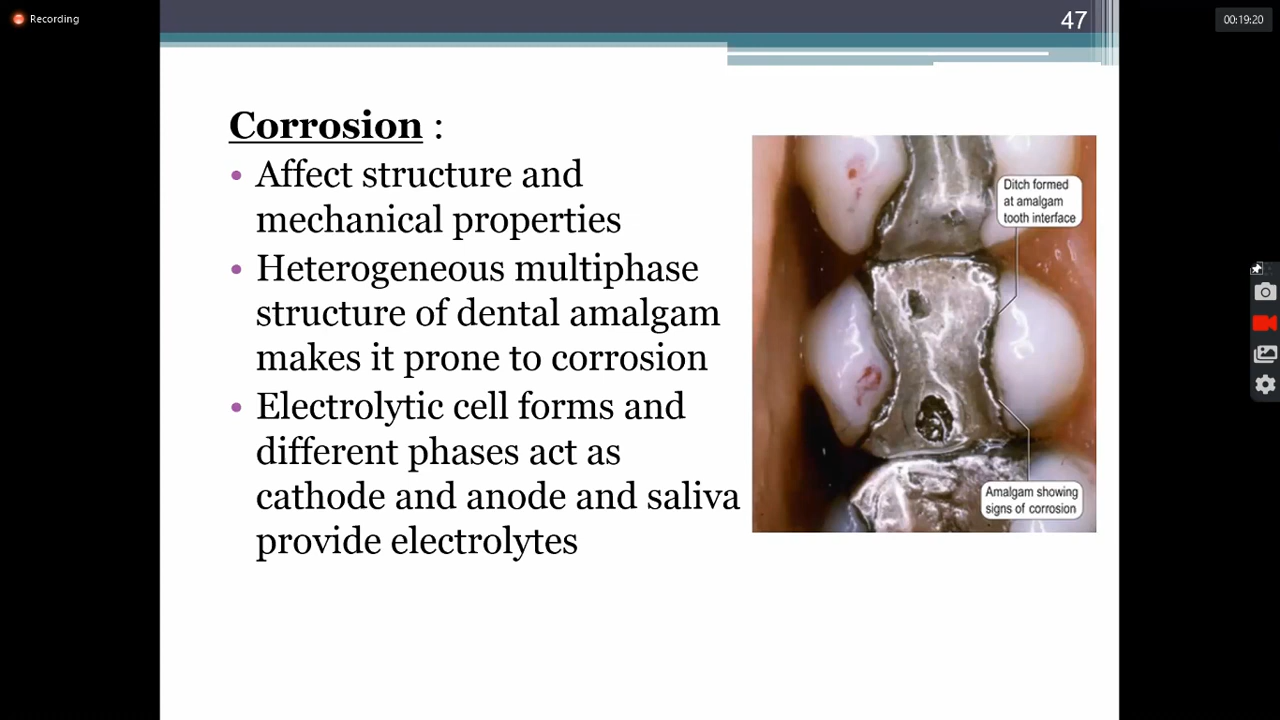 Recording
47
00:19:20
Corrosion :
• Affect structure and
mechanical properties
• Heterogeneous multiphase
structure of dental amalgam
makes it prone to corrosion
• Electrolytic cell forms and
different phases act as
cathode and anode and saliva
provide electrolytes
Ditch formed
at amalgam
tooth interface
Amalgam showing
signs of corrosion